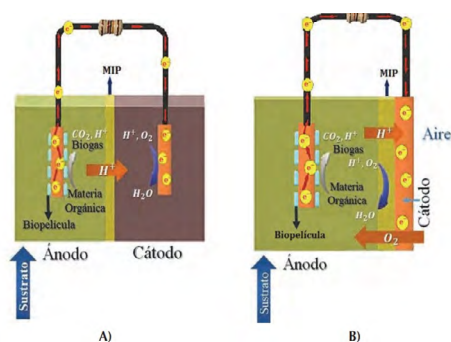 MIP
CO₂, H⁺
Biogas
H⁺, O₂
H⁺
Materia
Orgánica
H₂O
Biopelícula
Ánodo
Cátodo
Sustrato
A)
MIP
CO₂, H⁺
Biogas
H⁺
Aire
H⁺, O₂
Materia
Orgánica
H₂O
Cátodo
Biopelícula
O₂
Ánodo
Sustrato
B)